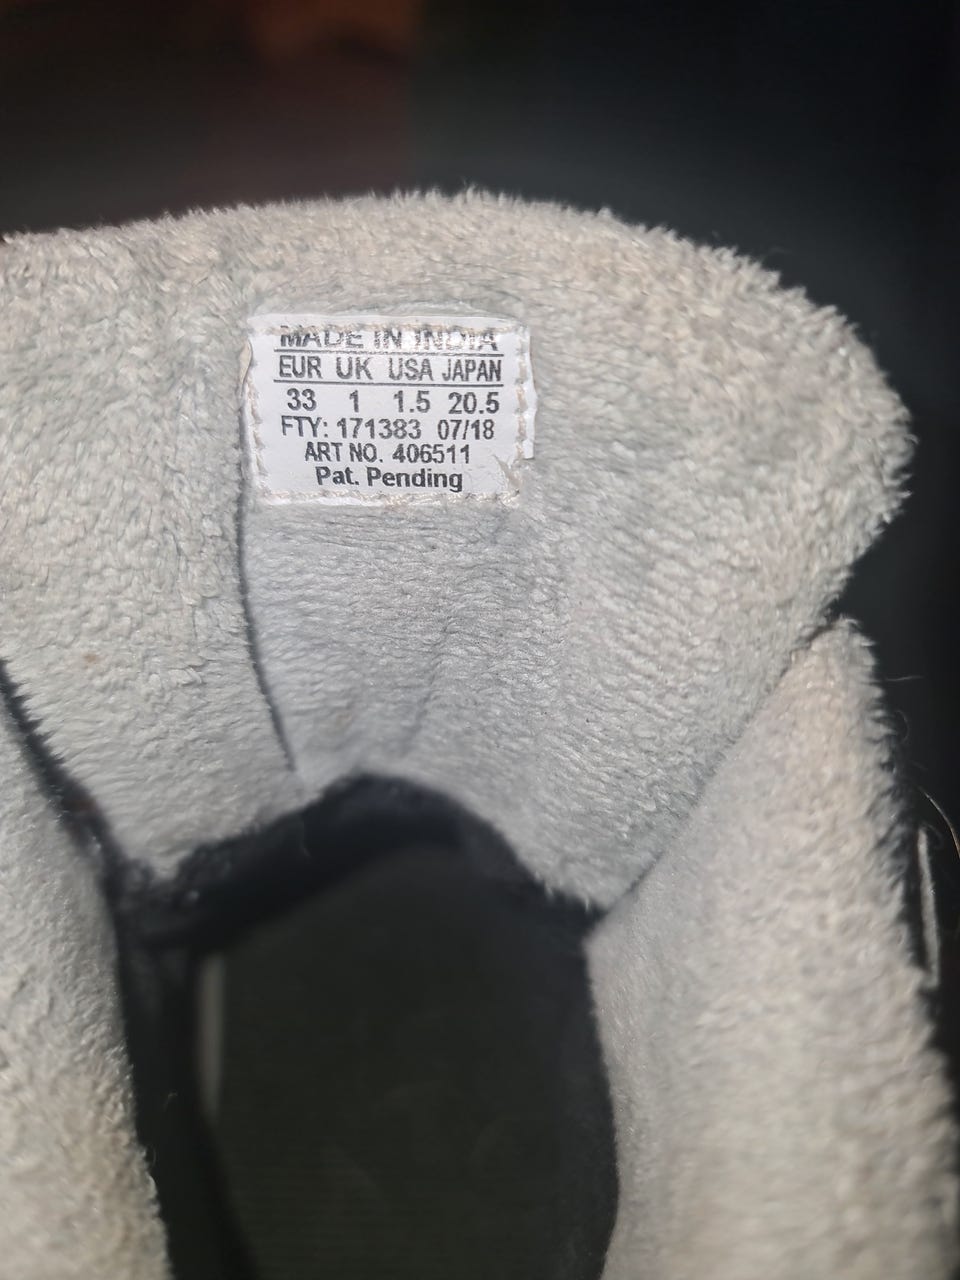 MADE IN INDIA
EUR UK USA JAPAN
33 1 1.5 20.5
FTY: 171383 07/18
ART NO. 406511
Pat. Pending